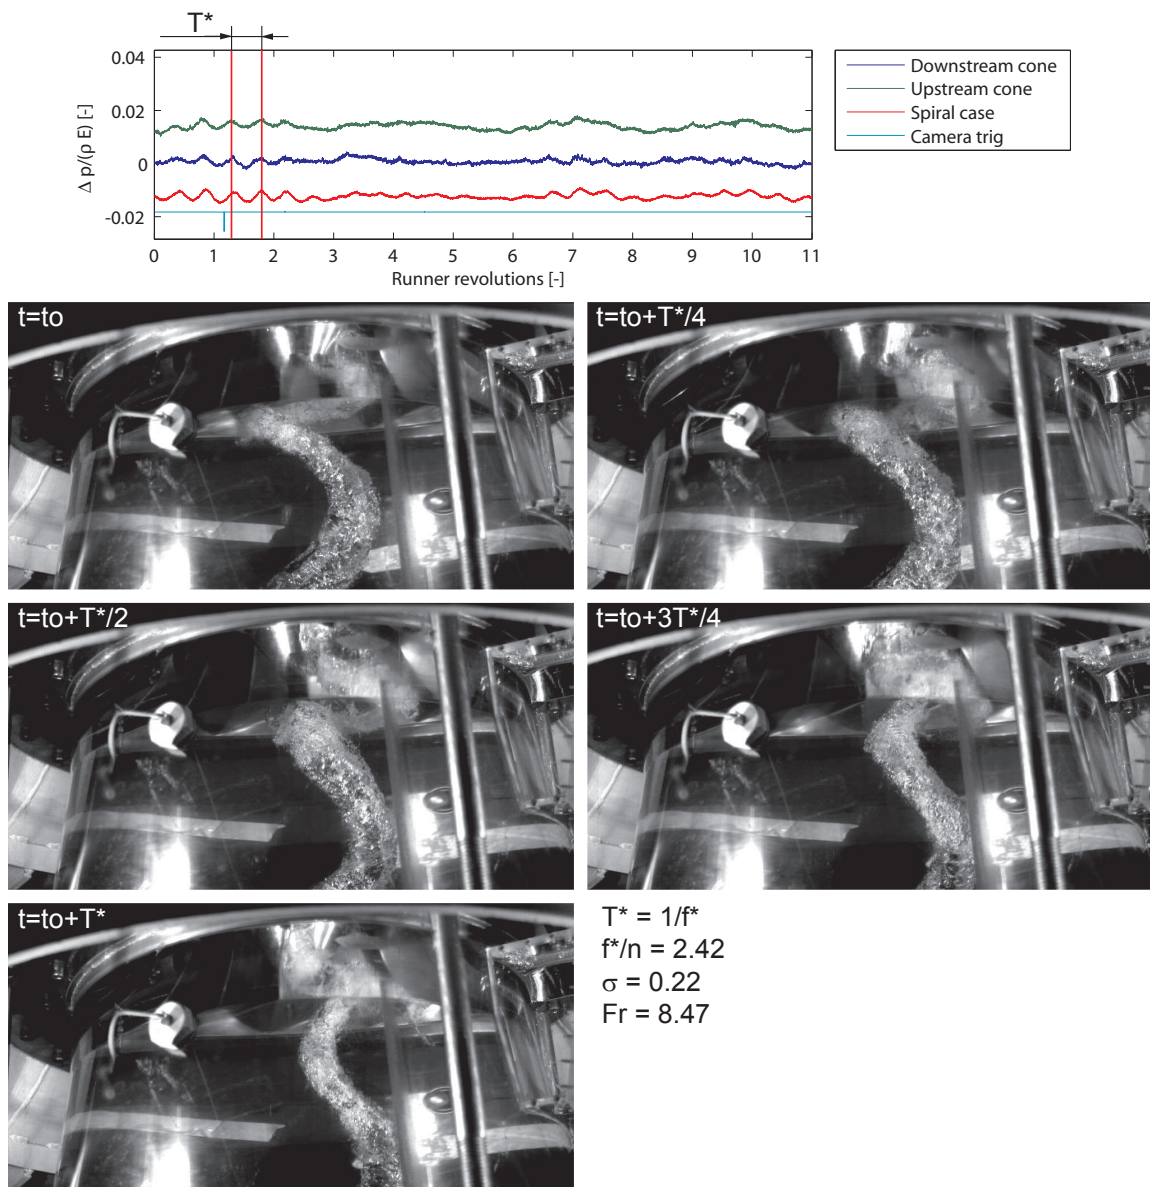 T*
0.04
0.02
0
-0.02
Δ p/(ρ E) [-]
0 1 2 3 4 5 6 7 8 9 10 11
Runner revolutions [-]
Downstream cone
Upstream cone
Spiral case
Camera trig
t=to
t=to+T*/4
t=to+T*/2
t=to+3T*/4
t=to+T*
T* = 1/f*
f*/n = 2.42
σ = 0.22
Fr = 8.47